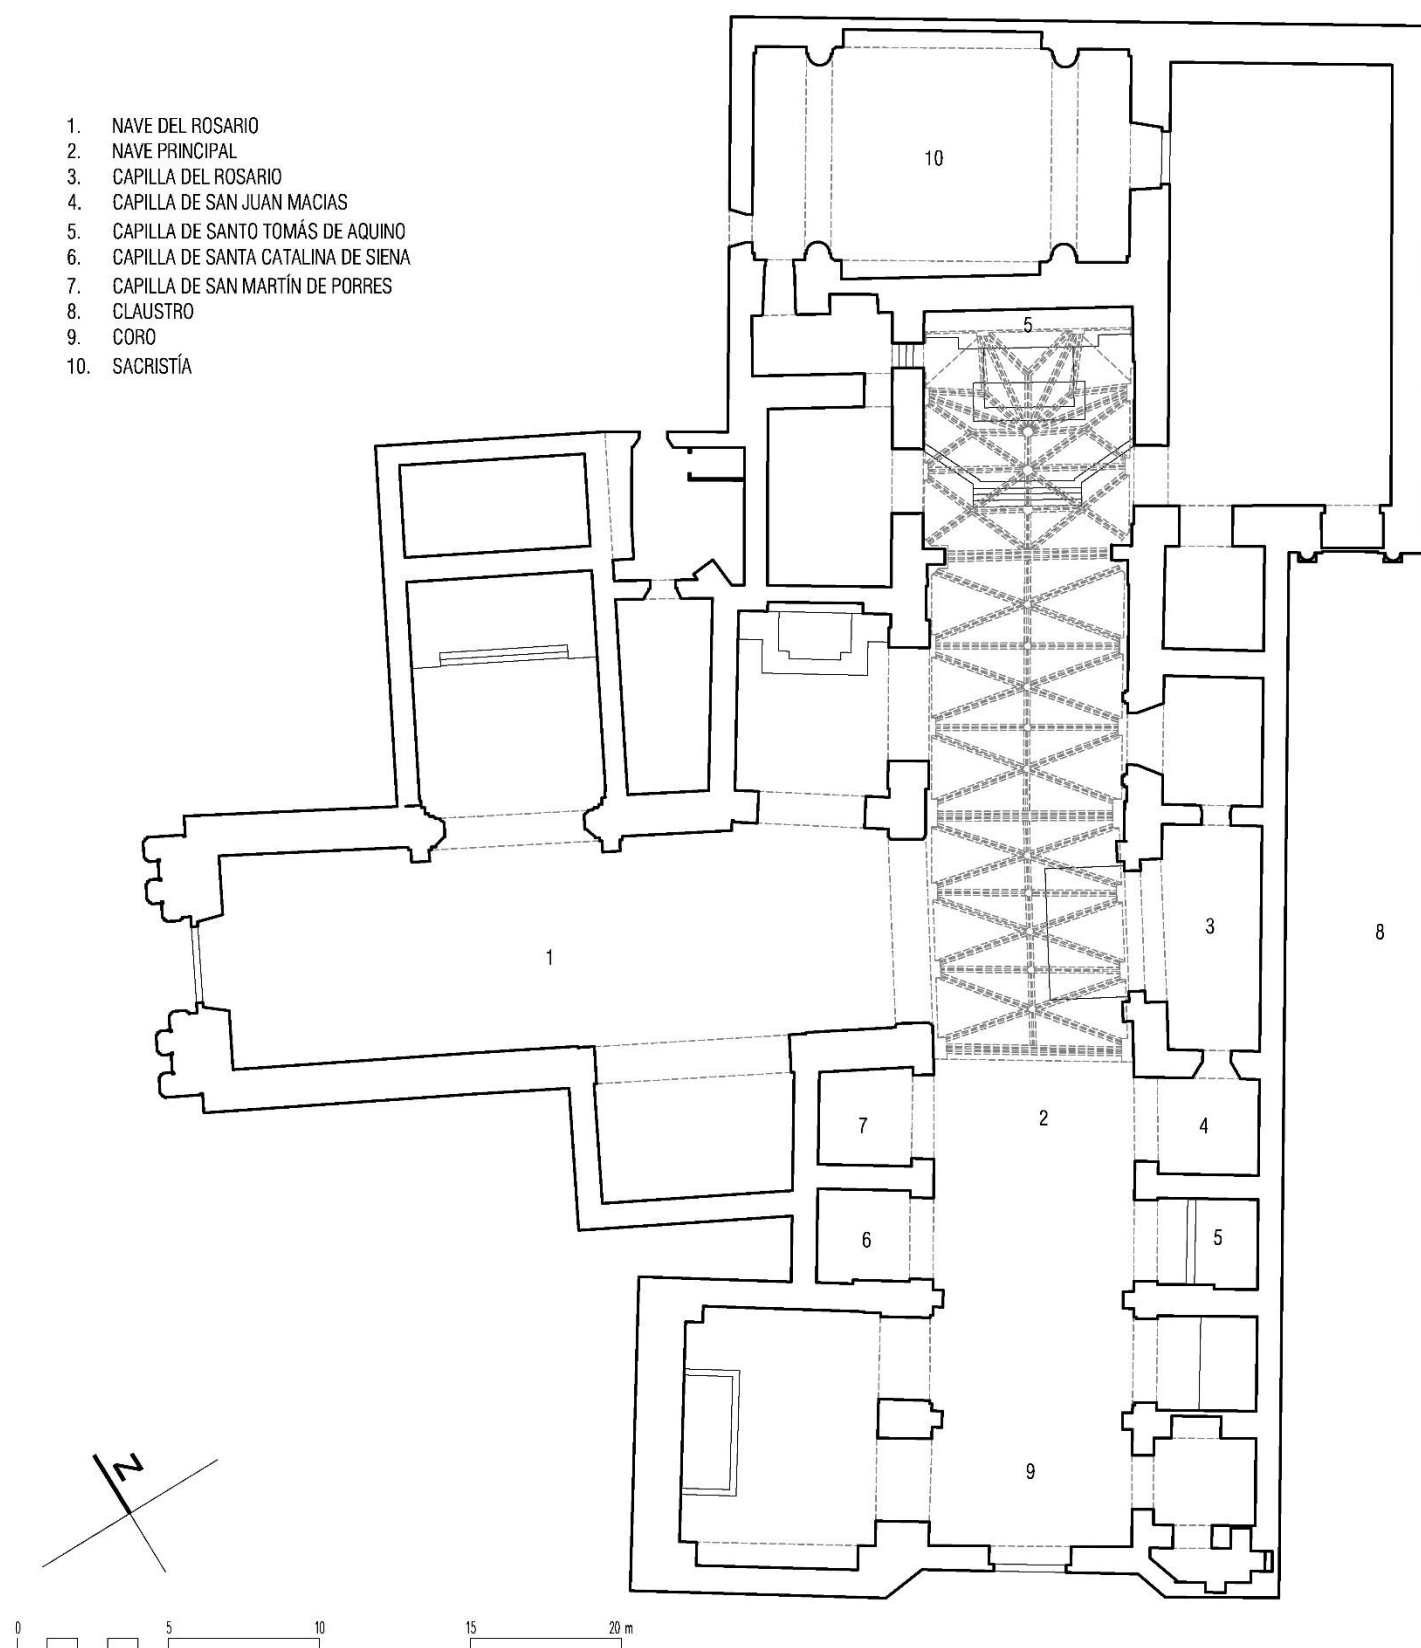 1. NAVE DEL ROSARIO
2. NAVE PRINCIPAL
3. CAPILLA DEL ROSARIO
4. CAPILLA DE SAN JUAN MACIAS
5. CAPILLA DE SANTO TOMÁS DE AQUINO
6. CAPILLA DE SANTA CATALINA DE SIENA
7. CAPILLA DE SAN MARTÍN DE PORRES
8. CLAUSTRO
9. CORO
10. SACRISTÍA
10
5
3
8
1
2
7
4
6
5
9
N
0 5 10 15 20 m